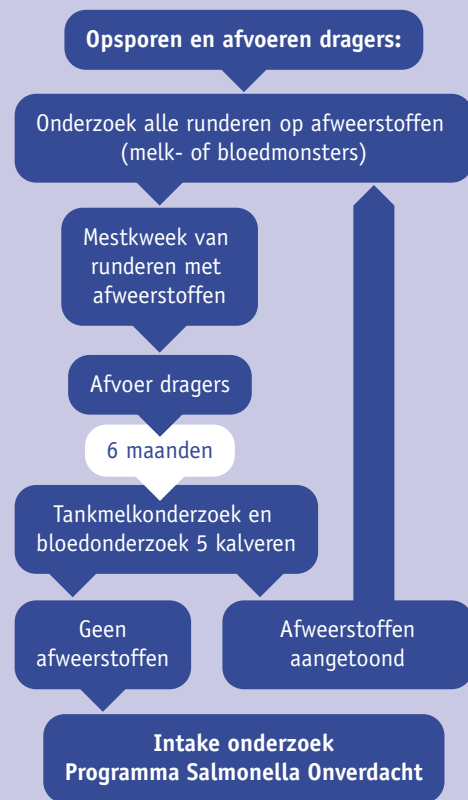 Opsporen en afvoeren dragers:
Onderzoek alle runderen op afweerstoffen
(melk- of bloedmonsters)
Mestkweek van
runderen met
afweerstoffen
Afvoer dragers
6 maanden
Tankmelkonderzoek en
bloedonderzoek 5 kalveren
Geen
afweerstoffen
Afweerstoffen
aangetoond
Intake onderzoek
Programma Salmonella Onverdacht